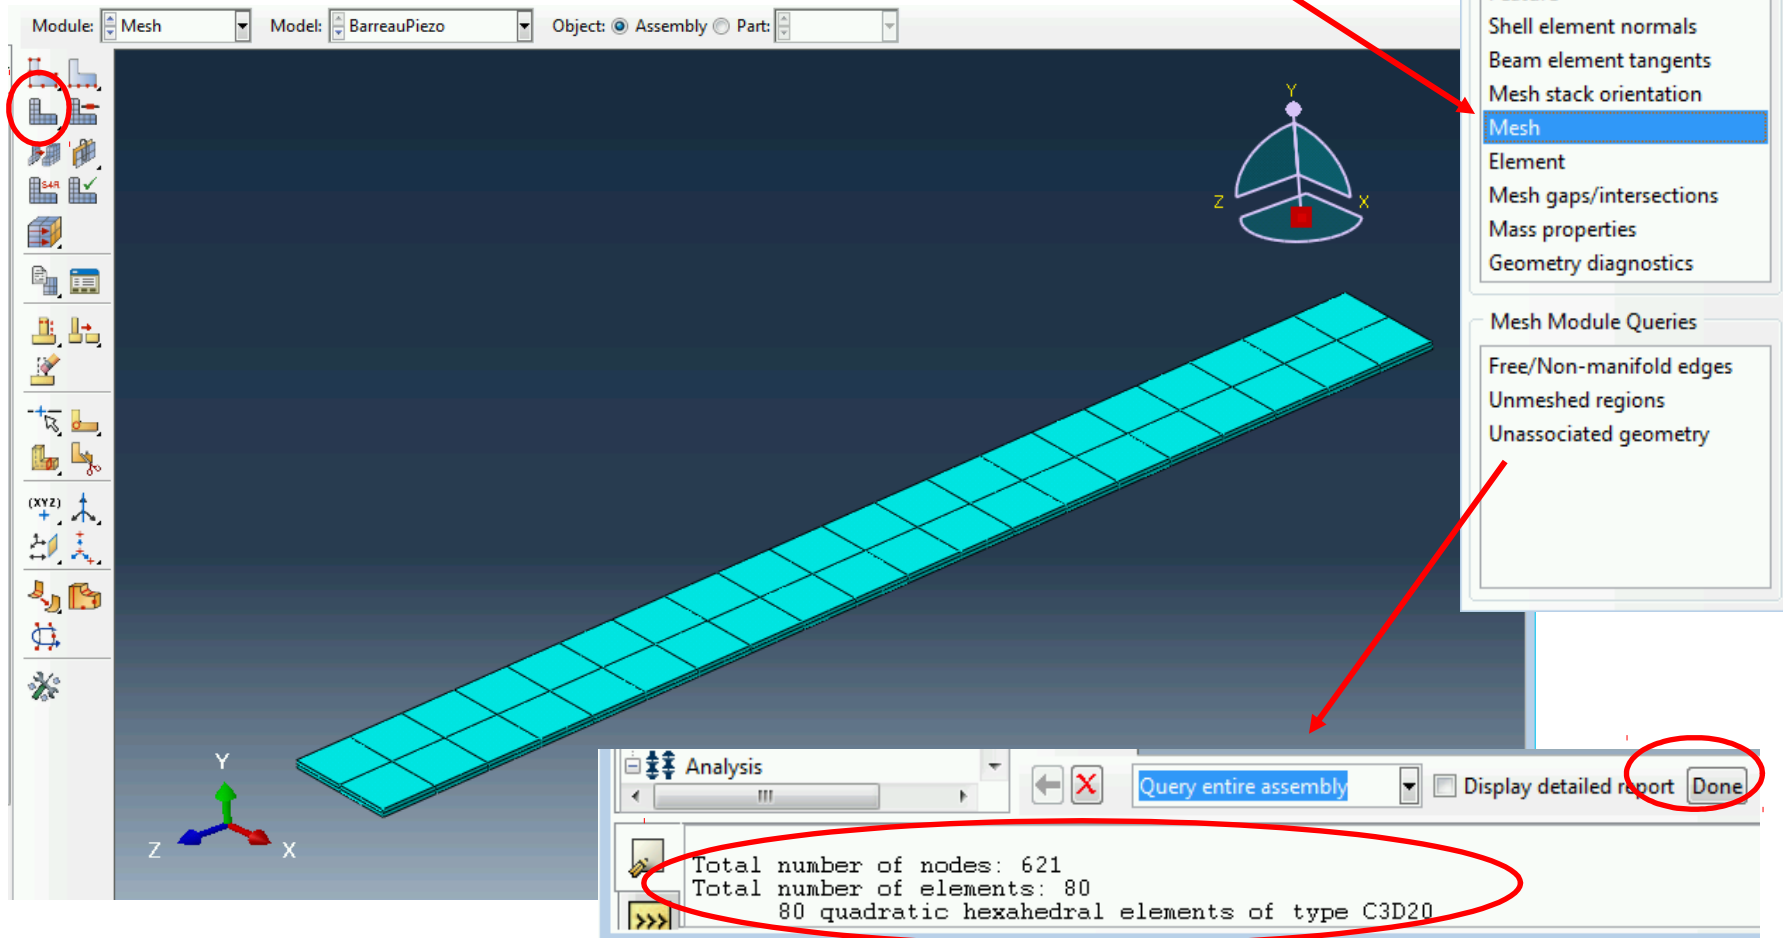 Module: Mesh Model: BarreauPiezo Object: Assembly Part:
Shell element normals
Beam element tangents
Mesh stack orientation
Mesh
Element
Mesh gaps/intersections
Mass properties
Geometry diagnostics
Mesh Module Queries
Free/Non-manifold edges
Unmeshed regions
Unassociated geometry
S4R
(XYZ)
Y
Z
X
Y
Z
X
Analysis
Query entire assembly Display detailed report Done
Total number of nodes: 621
Total number of elements: 80
80 quadratic hexahedral elements of type C3D20
>>>